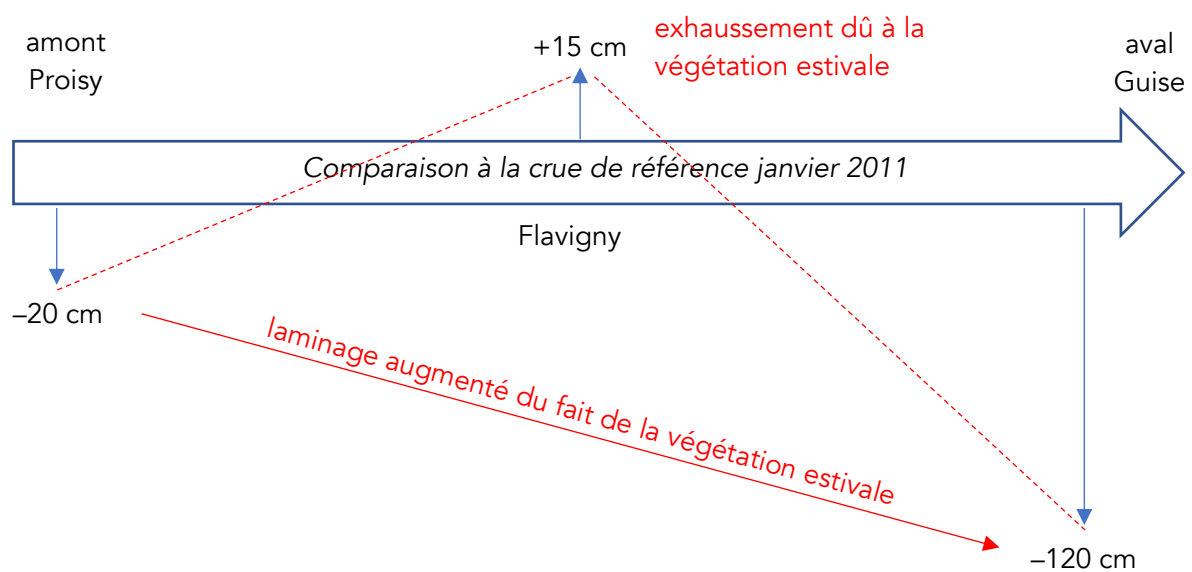 amont
Proisy
+15 cm
exhaussement dû à la
végétation estivale
aval
Guise
Comparaison à la crue de référence janvier 2011
Flavigny
–20 cm
laminage augmenté du fait de la végétation estivale
–120 cm